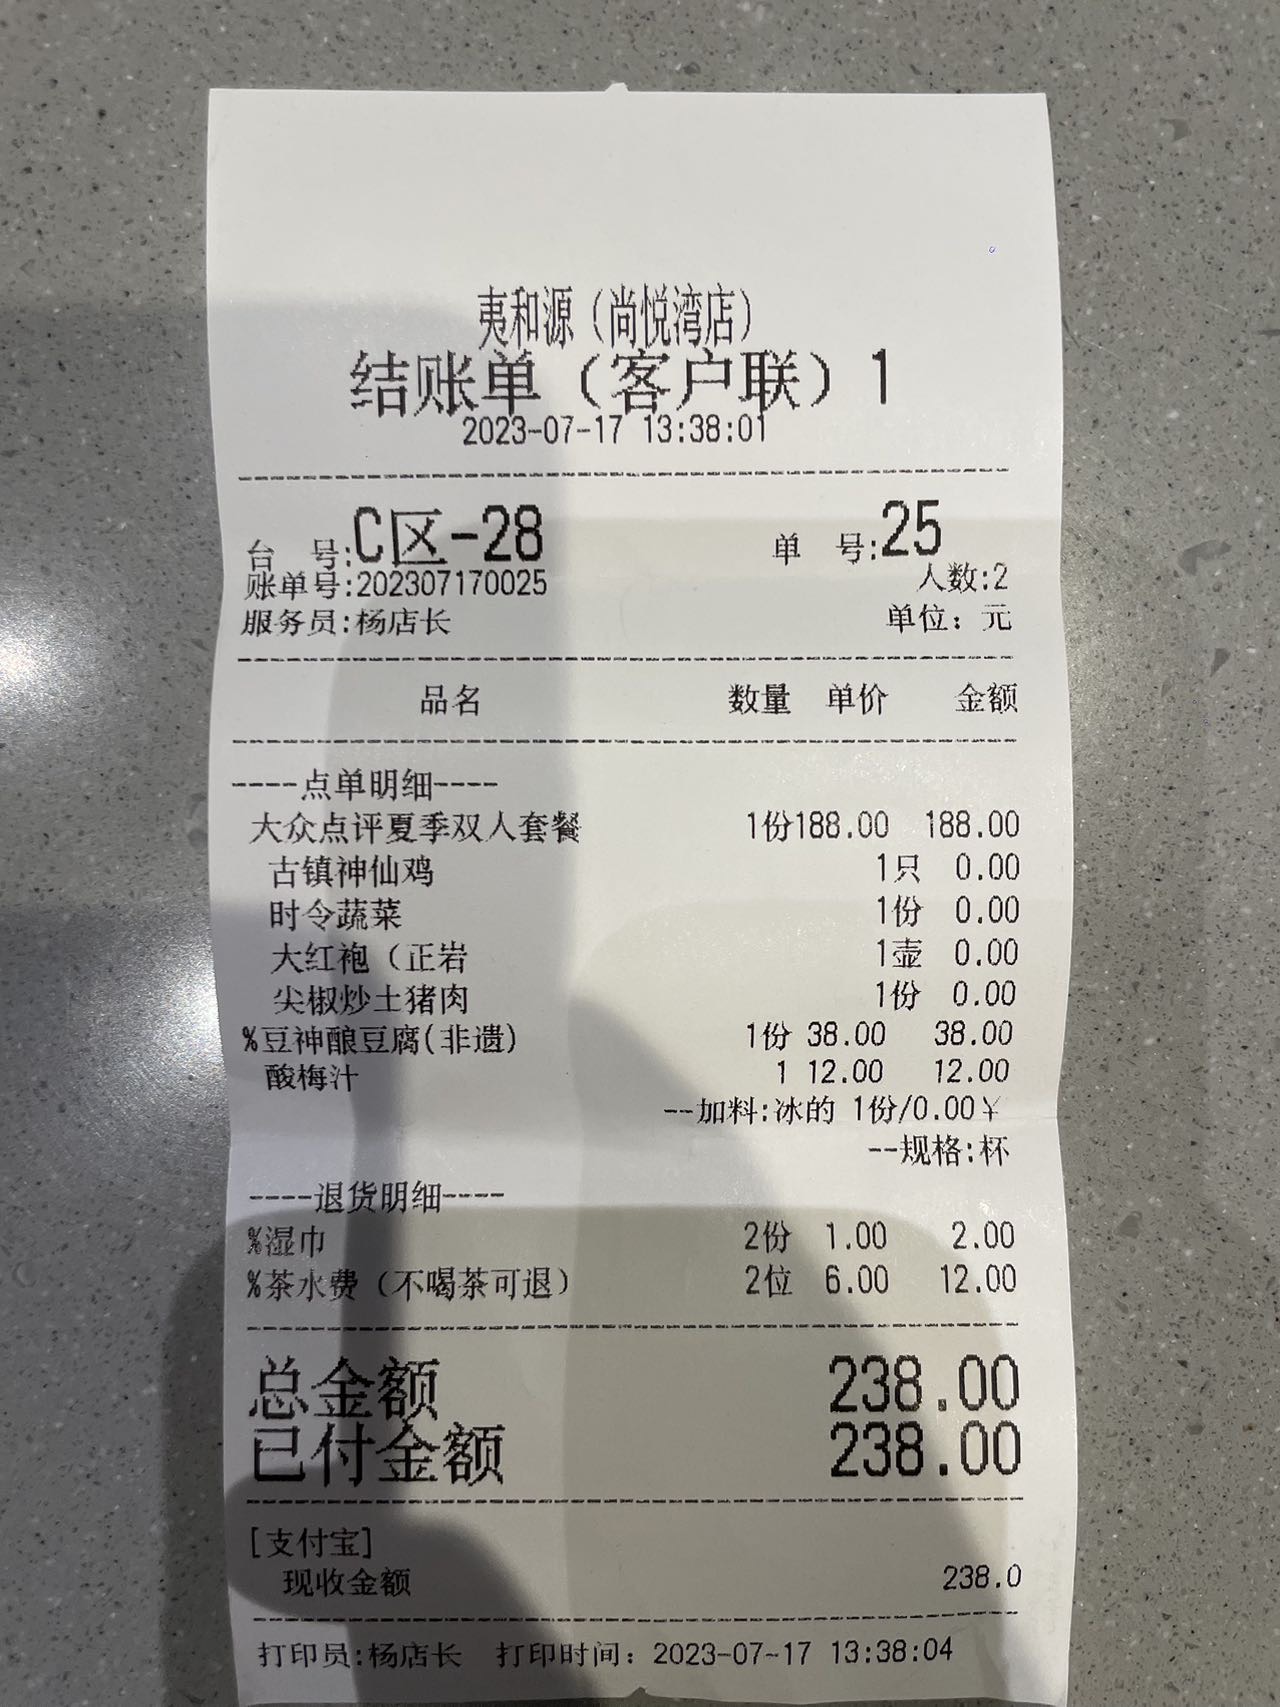 夷和源（尚悦湾店）
结账单（客户联）1
2023-07-17 13:38:01
台 号:C区-28 单 号:25
账单号:202307170025 人数:2
服务员:杨店长 单位：元
品名 数量 单价 金额
----点单明细----
大众点评夏季双人套餐 1份188.00 188.00
古镇神仙鸡 1只 0.00
时令蔬菜 1份 0.00
大红袍（正岩 1壶 0.00
尖椒炒土猪肉 1份 0.00
%豆神酿豆腐(非遗) 1份 38.00 38.00
酸梅汁 1 12.00 12.00
--加料:冰的 1份/0.00￥
--规格:杯
----退货明细----
%湿巾 2份 1.00 2.00
%茶水费（不喝茶可退） 2位 6.00 12.00
总金额 238.00
已付金额 238.00
[支付宝]
现收金额 238.0
打印员:杨店长 打印时间：2023-07-17 13:38:04